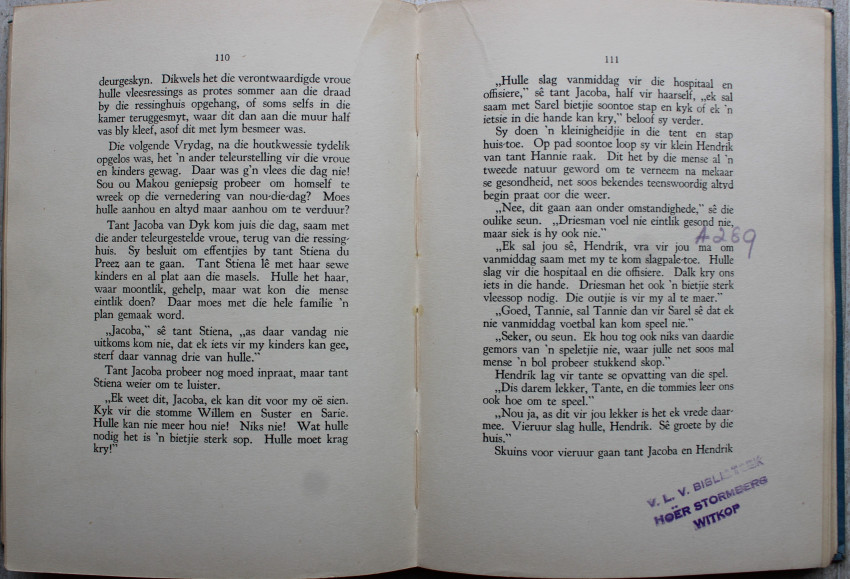 110
deurgeskyn. Dikwels het die verontwaardigde vroue
hulle vleesressings as protes sommer aan die draad
by die ressinghuis opgehang, of soms selfs in die
kamer teruggesmyt, waar dit dan aan die muur half
vas bly kleef, asof dit met lym besmeer was.
Die volgende Vrydag, na die houtkwessie tydelik
opgelos was, het 'n ander teleurstelling vir die vroue
en kinders gewag. Daar was g'n vlees die dag nie!
Sou ou Makou geniepsig probeer om homself te
week op die vernedering van nou-die-dag? Moes
hulle aanhou en altyd maar aanhou om te verduur?
Tant Jacoba van Dyk kom juis die dag, saam met
die ander teleurgestelde vroue, terug van die ressing-
huis. Sy besluit om effentjies by tant Stiena du
Preez aan te gaan. Tant Stiena lê met haar sewe
kinders en al plat aan die masels. Hulle het haar,
waar moontlik, gehelp, maar wat kon die mense
eintlik doen? Daar moes met die hele familie 'n
plan gemaak word.
„Jacoba,” sê tant Stiena, „as daar vandag nie
uitkoms kom nie, dat ek iets vir my kinders kan gee,
sterf daar vannag drie van hulle.”
Tant Jacoba probeer nog moed inpraat, maar tant
Stiena weier om te luister.
„Ek weet dit, Jacoba, ek kan dit voor my oë sien.
Kyk vir die stomme Willem en Suster en Sarie.
Hulle kan nie meer hou nie! Niks nie! Wat hulle
nodig het is 'n bietjie sterk sop. Hulle moet krag
kry!”
111
„Hulle slag vanmiddag vir die hospitaal en
offisiere,” sê tant Jacoba, half vir haarself, „ek sal
saam met Sarel bietjie soontoe stap en kyk of ek 'n
ietsie in die hande kan kry,” beloof sy verder.
Sy doen 'n kleinigheidjie in die tent en stap
huis-toe. Op pad soontoe loop sy vir klein Hendrik
van tant Hannie raak. Dit het by die mense al 'n
tweede natuur geword om te verneem na mekaar
se gesondheid, net soos bekendes teenswoordig altyd
begin praat oor die weer.
„Nee, dit gaan aan onder omstandighede,” sê die
oulike seun. „Driesman voel nie eintlik gesond nie,
maar siek is hy ook nie.”
A269
„Ek sal jou sê, Hendrik, vra vir jou ma om
vanmiddag saam met my te kom slagpale-toe. Hulle
slag vir die hospitaal en die offisiere. Dalk kry ons
iets in die hande. Driesman het ook 'n bietjie sterk
vleessop nodig. Die outjie is vir my al te maer.”
„Goed, Tannie, sal Tannie dan vir Sarel sê dat ek
nie vanmiddag voetbal kan kom speel nie.”
„Seker, ou seun. Ek hou tog ook niks van daardie
gemors van 'n speletjie nie, waar julle net soos mal
mense 'n bol probeer stukkend skop.”
Hendrik lag vir tante se opvatting van die spel.
„Dis darem lekker, Tante, en die tommies leer ons
ook hoe om te speel.”
„Nou ja, as dit vir jou lekker is het ek vrede daar-
mee. Vieruur slag hulle, Hendrik. Sê groete by die
huis.”
Skuins voor vieruur gaan tant Jacoba en Hendrik
V. L. V. BIBLIOTEEK
HOËR STORMBERG
WITKOP